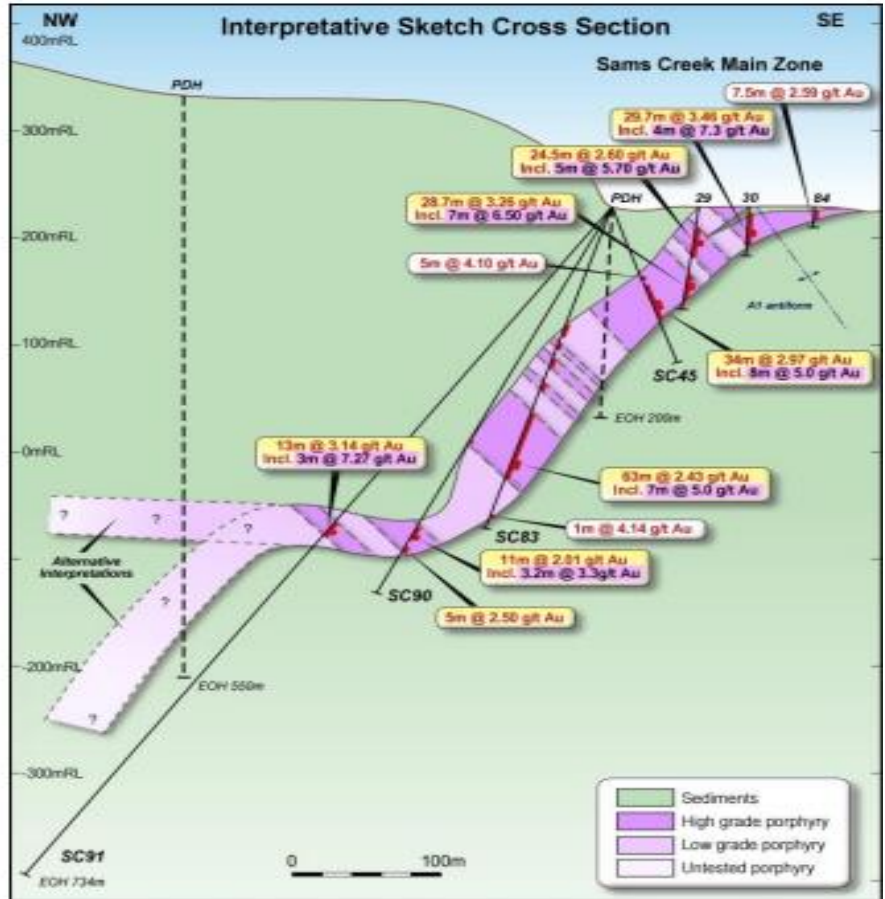 NW
Interpretative Sketch Cross Section
SE
400mRL
Sams Creek Main Zone
PDH
7.5m @ 2.59 g/t Au
29.7m @ 3.46 g/t Au
Incl. 4m @ 7.3 g/t Au
300mRL
24.5m @ 2.60 g/t Au
Incl. 5m @ 5.70 g/t Au
28.7m @ 3.26 g/t Au
Incl. 7m @ 6.50 g/t Au
PDH
29
30
84
200mRL
5m @ 4.10 g/t Au
A1 antiform
100mRL
34m @ 2.97 g/t Au
Incl. 8m @ 5.0 g/t Au
SC45
EOH 200m
0mRL
13m @ 3.14 g/t Au
Incl. 3m @ 7.27 g/t Au
63m @ 2.43 g/t Au
Incl. 7m @ 5.0 g/t Au
? ? ?
1m @ 4.14 g/t Au
SC83
Alternative
Interpretations
11m @ 2.01 g/t Au
Incl. 3.2m @ 3.3g/t Au
SC90
?
5m @ 2.50 g/t Au
-200mRL
EOH 550m
?
-300mRL
Sediments
High grade porphyry
Low grade porphyry
Untested porphyry
SC91
EOH 734m
0 100m